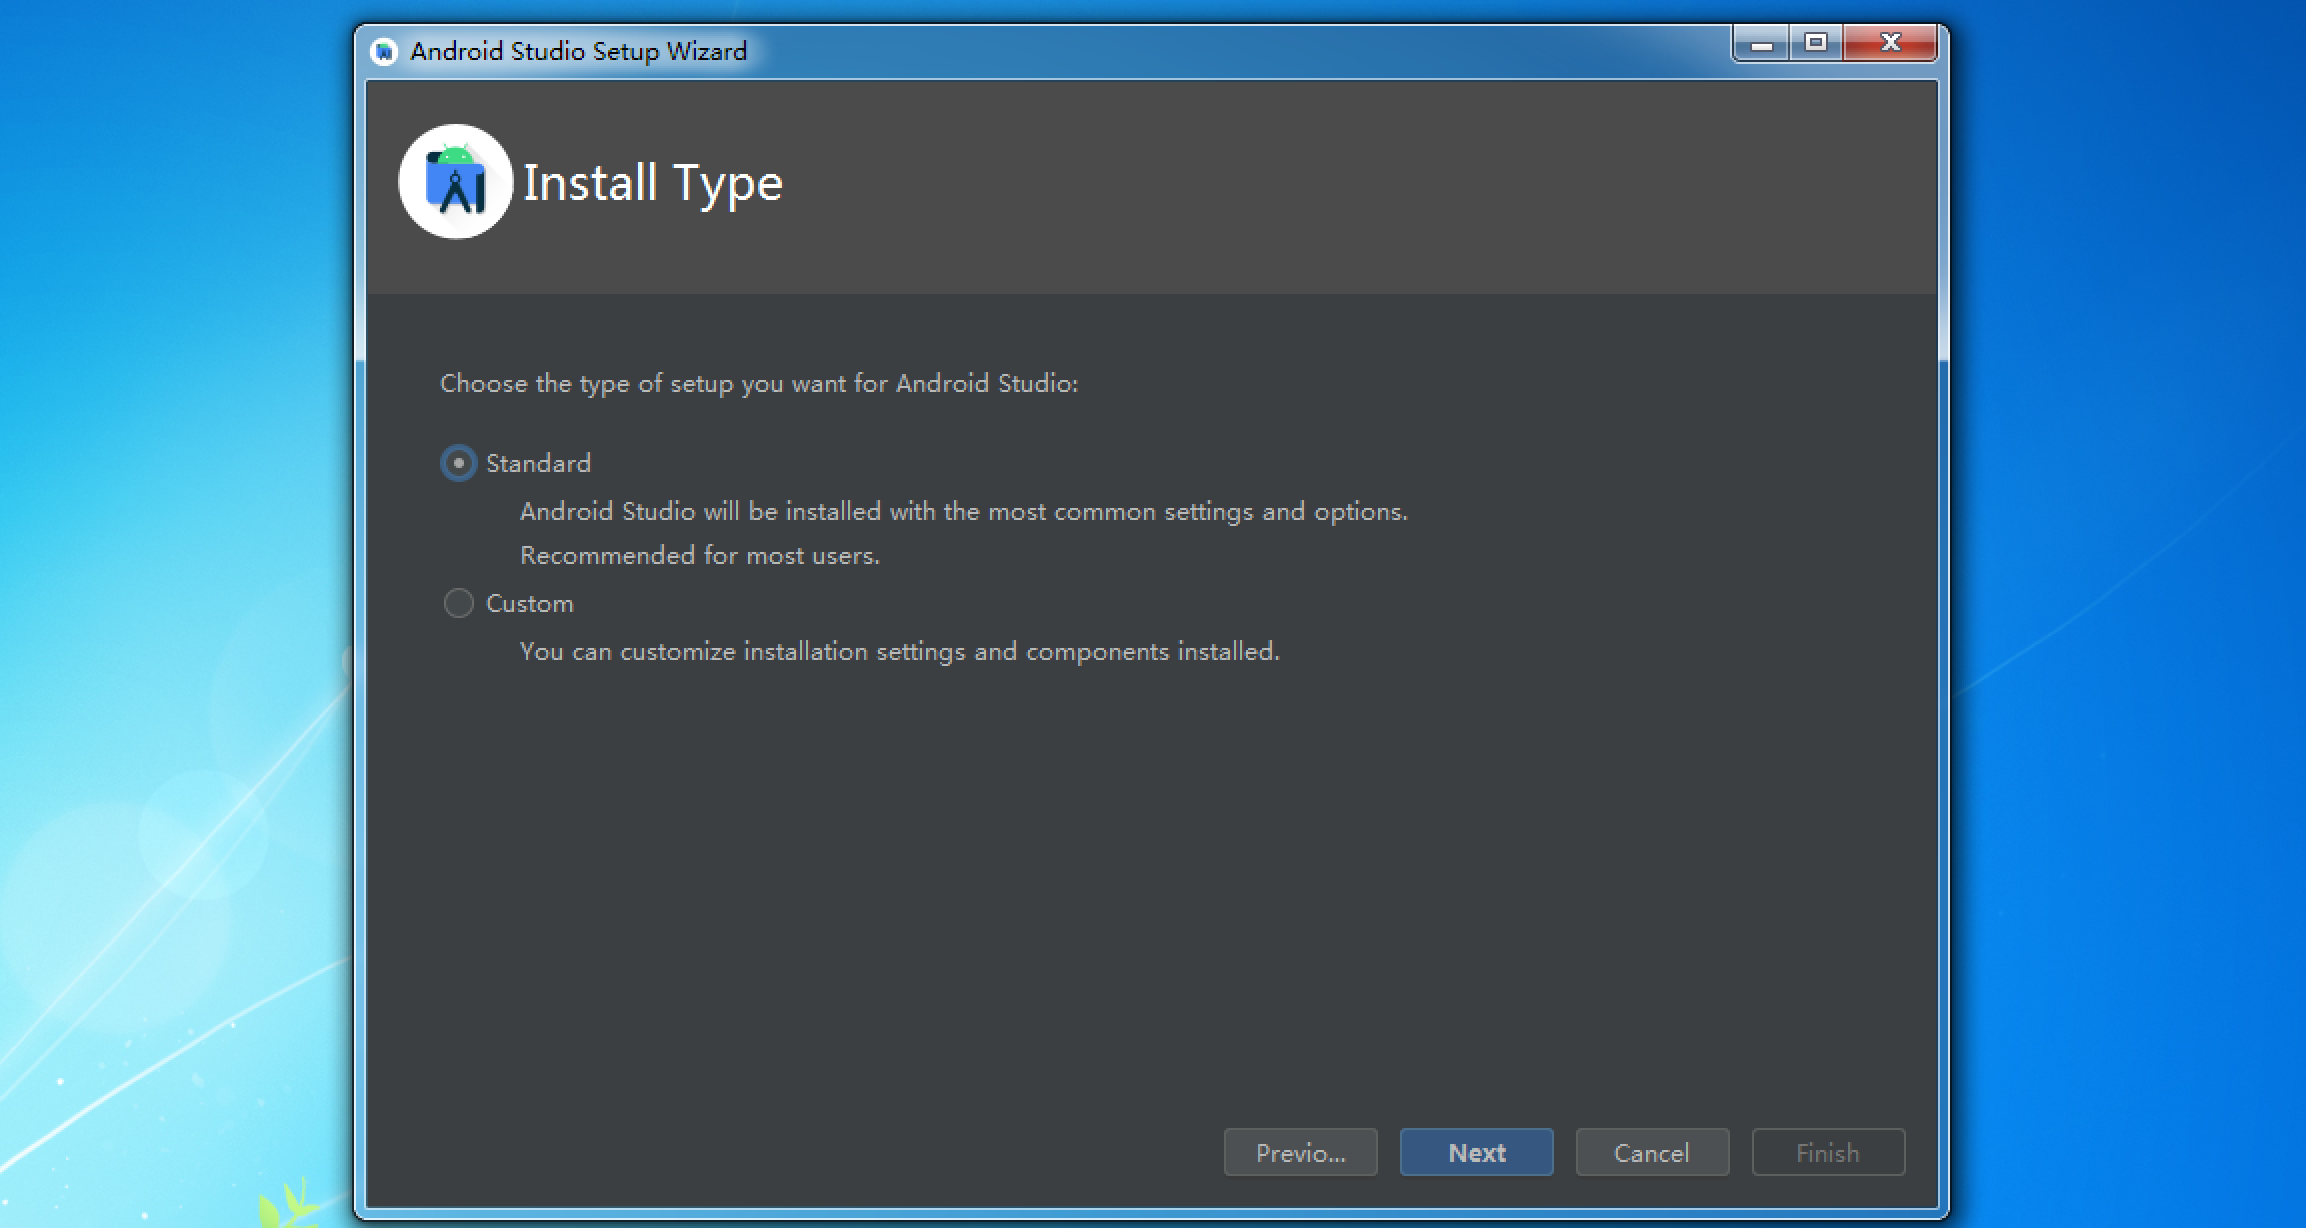 Android Studio Setup Wizard
Install Type
Choose the type of setup you want for Android Studio:
Standard
Android Studio will be installed with the most common settings and options.
Recommended for most users.
Custom
You can customize installation settings and components installed.
Previo... Next Cancel Finish